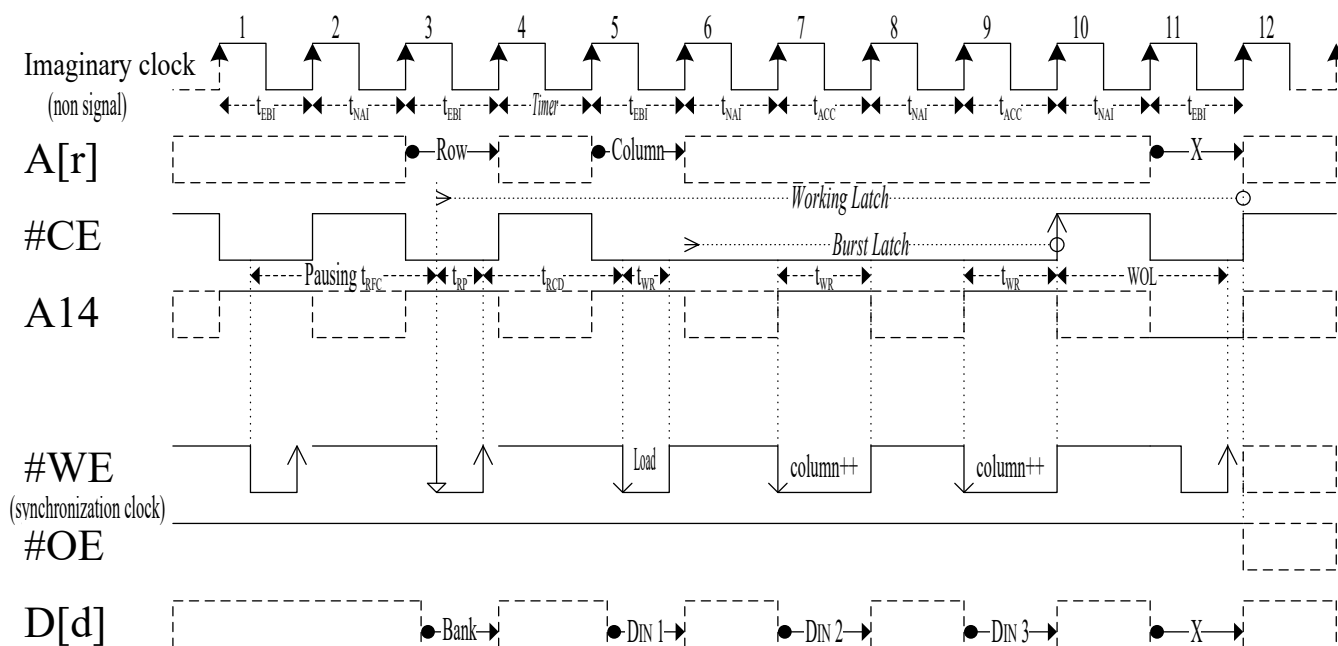 1 2 3 4 5 6 7 8 9 10 11 12
Imaginary clock
(non signal)
tEBI tNAI tEBI Timer tEBI tNAI tACC tNAI tACC tNAI tEBI
A[r]
Row Column X
Working Latch
#CE
Burst Latch
Pausing tRFC tRP tRCD tWR tWR tWR WOL
A14
#WE
Load column++ column++
(synchronization clock)
#OE
D[d]
Bank DIN 1 DIN 2 DIN 3 X